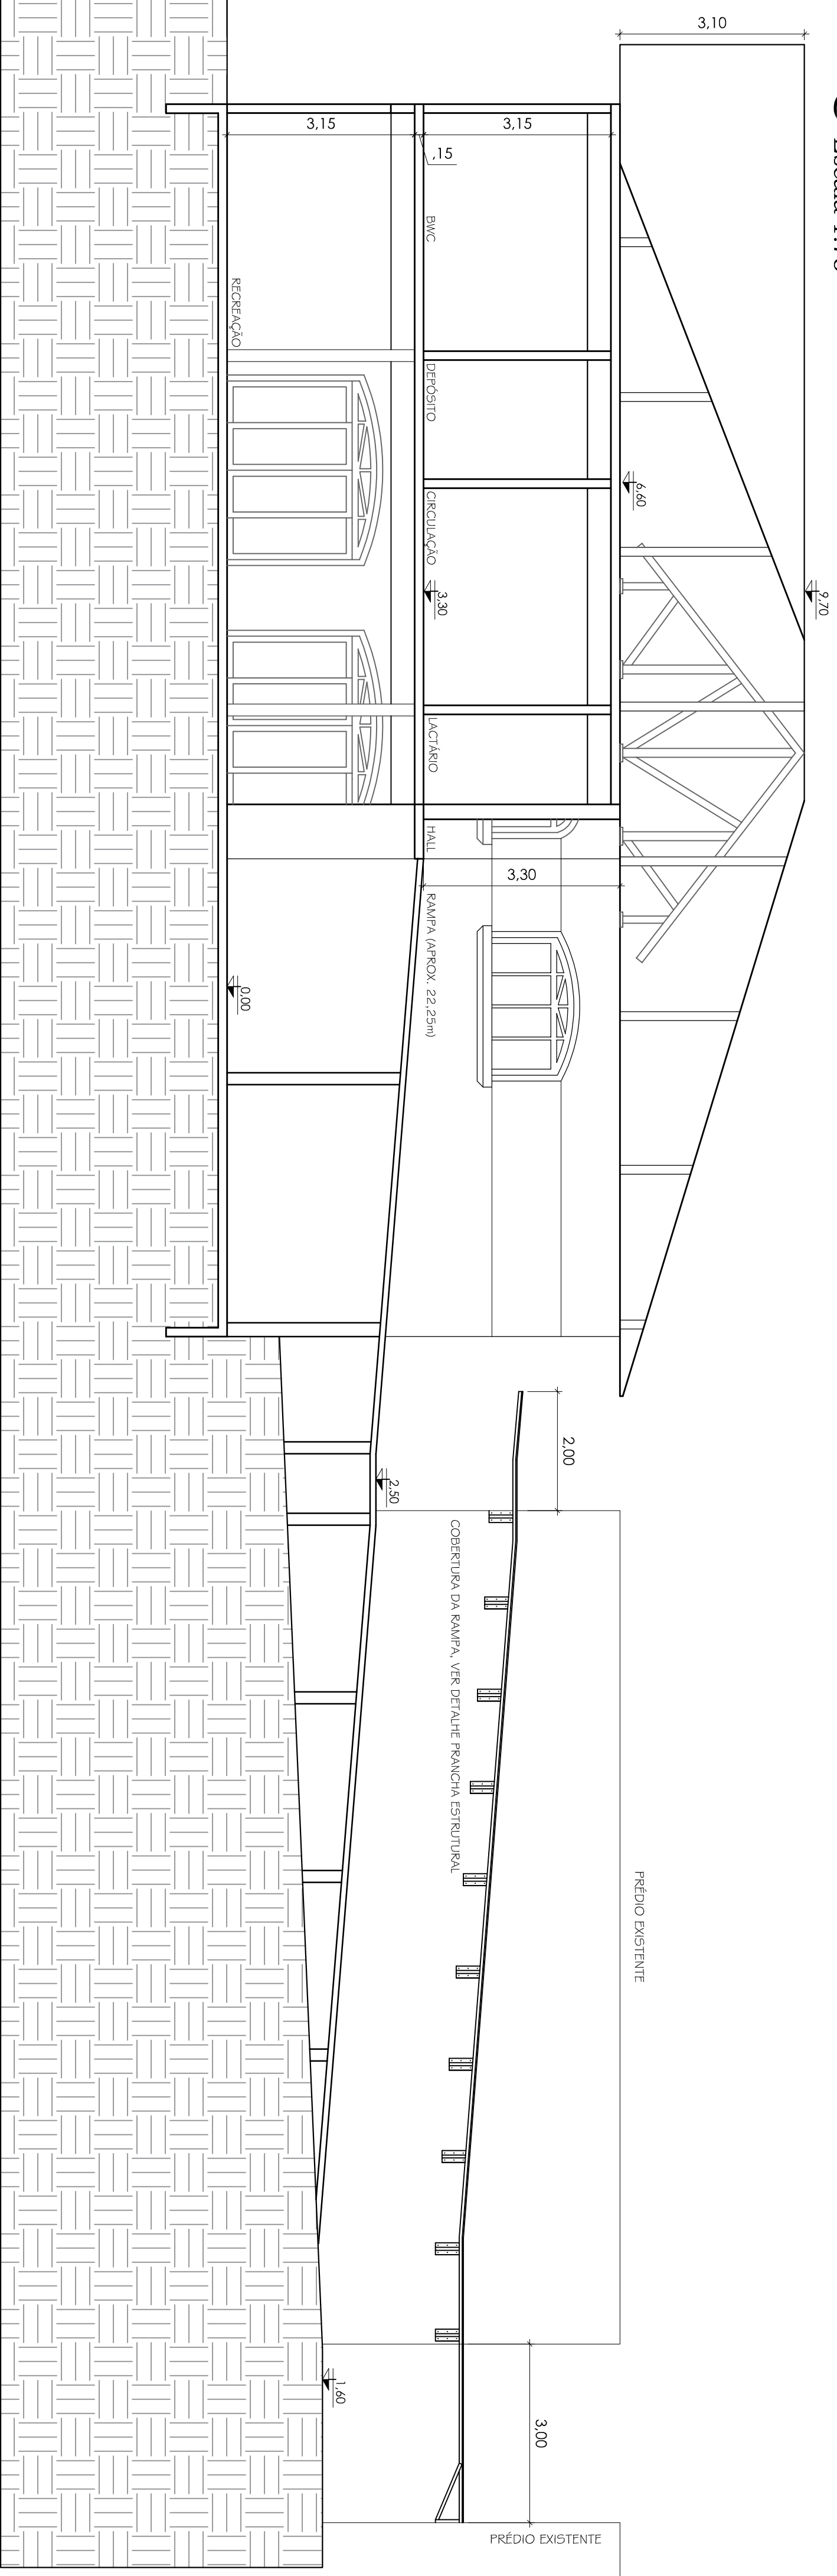 3,10
9,70
6,60
3,15
,15
3,15
BWC
DEPÓSITO
CIRCULAÇÃO
3,30
LACTÁRIO
HALL
RECREAÇÃO
3,30
RAMPA (APROX. 22,25m)
0,00
2,00
2,50
COBERTURA DA RAMPA, VER DETALHE PRANCHA ESTRUTURAL
PRÉDIO EXISTENTE
1,60
3,00
PRÉDIO EXISTENTE